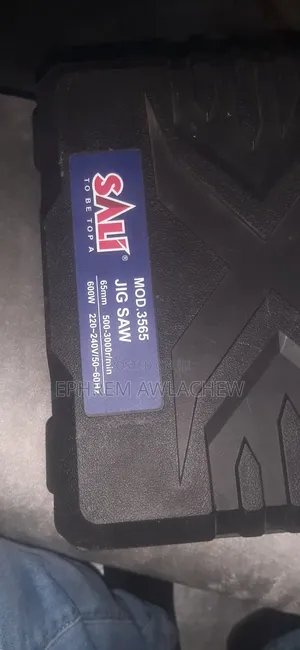 SALI®
TO BE TOP A
MOD.3565
JIG SAW
65mm 500-3000r/min
600W 220-240V/50-60Hz
EPHREM AWLACHEW